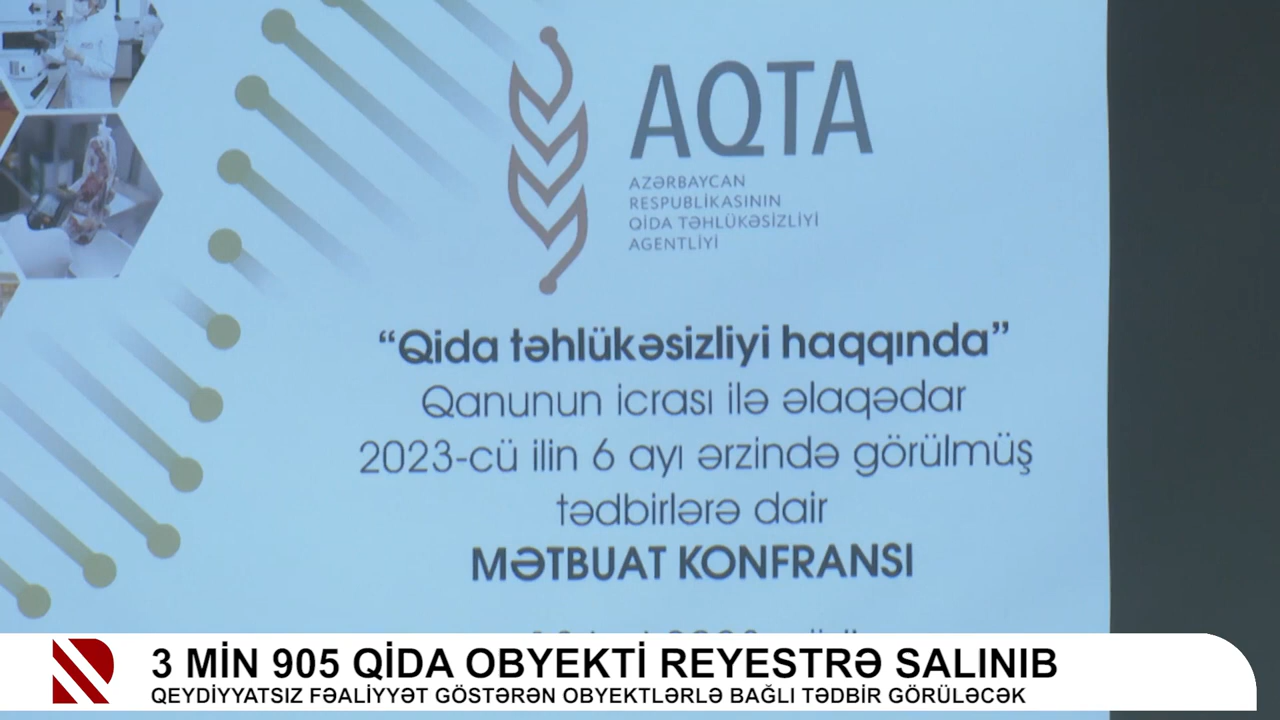 AQTA
AZƏRBAYCAN
RESPUBLİKASININ
QİDA TƏHLÜKƏSİZLİYİ
AGENTLİYİ
“Qida təhlükəsizliyi haqqında”
Qanunun icrası ilə əlaqədar
2023-cü ilin 6 ayı ərzində görülmüş
tədbirlərə dair
MƏTBUAT KONFRANSI
3 MİN 905 QİDA OBYEKTİ REYESTRƏ SALINIB
QEYDİYYATSIZ FƏALİYYƏT GÖSTƏRƏN OBYEKTLƏRLƏ BAĞLI TƏDBİR GÖRÜLƏCƏK